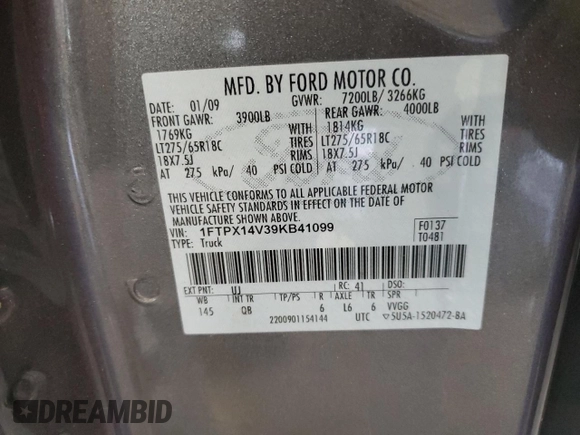 MFD. BY FORD MOTOR CO.
DATE: 01/09 GVWR: 7200LB/ 3266KG
FRONT GAWR: 3900LB REAR GAWR: 4000LB
1769KG WITH 1814KG WITH
LT275/65R18C TIRES LT275/65R18C TIRES
18X7.5J RIMS 18X7.5J RIMS
AT 275 kPa/ 40 PSI COLD AT 275 kPa/ 40 PSI COLD
THIS VEHICLE CONFORMS TO ALL APPLICABLE FEDERAL MOTOR
VEHICLE SAFETY STANDARDS IN EFFECT ON THE DATE OF
MANUFACTURE SHOWN ABOVE.
VEHICLE IDENTIFICATION NO.
VIN: 1FTPX14V39KB41099 F0137
TYPE: Truck T0481
EXT PNT: UJ RC: 41 DSO:
WB INT TR TP/PS R AXLE TR SPR
145 QB 6 L6 6 VVGG
2200901154144 UTC 5U5A-1520472-BA
DREAMBID